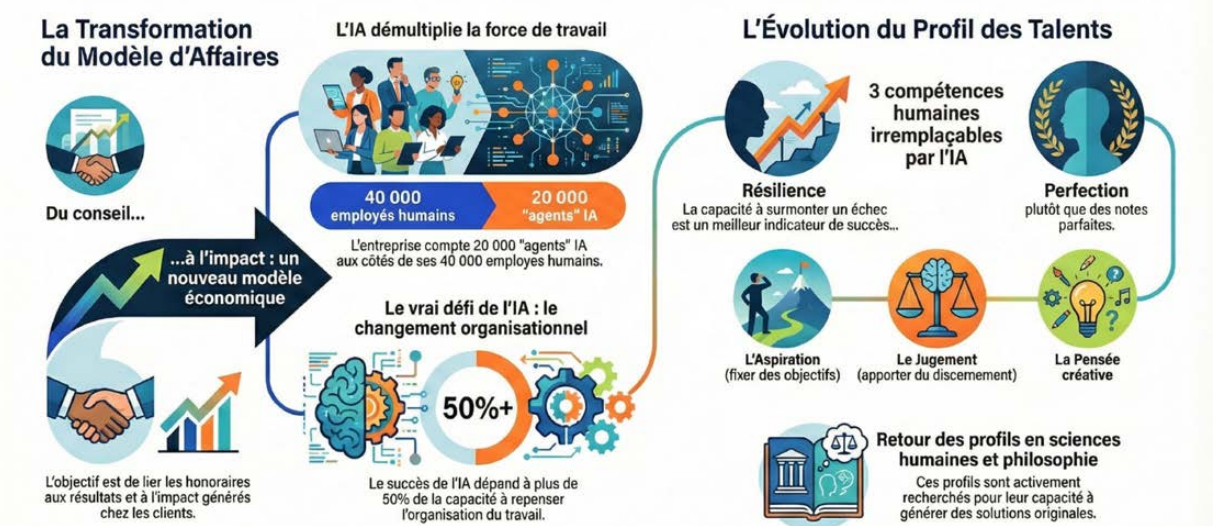 La Transformation
du Modèle d'Affaires
Du conseil...
...à l'impact : un
nouveau modèle
économique
L'objectif est de lier les honoraires
aux résultats et à l'impact générés
chez les clients.
L'IA démultiplie la force de travail
40 000
employés humains
20 000
"agents" IA
L'entreprise compte 20 000 "agents" IA
aux côtés de ses 40 000 employes humains.
Le vrai défi de l'IA : le
changement organisationnel
50%+
Le succès de l'IA dépend à plus de
50% de la capacité à repenser
l'organisation du travail.
L'Évolution du Profil des Talents
3 compétences
humaines
irremplaçables
par l'IA
Résilience
La capacité à surmonter un échec
est un meilleur indicateur de succès...
Perfection
plutôt que des notes
parfaites.
L'Aspiration
(fixer des objectifs)
Le Jugement
(apporter du discemement)
La Pensée
créative
Retour des profils en sciences
humaines et philosophie
Ces profils sont activement
recherchés pour leur capacité à
générer des solutions originales.